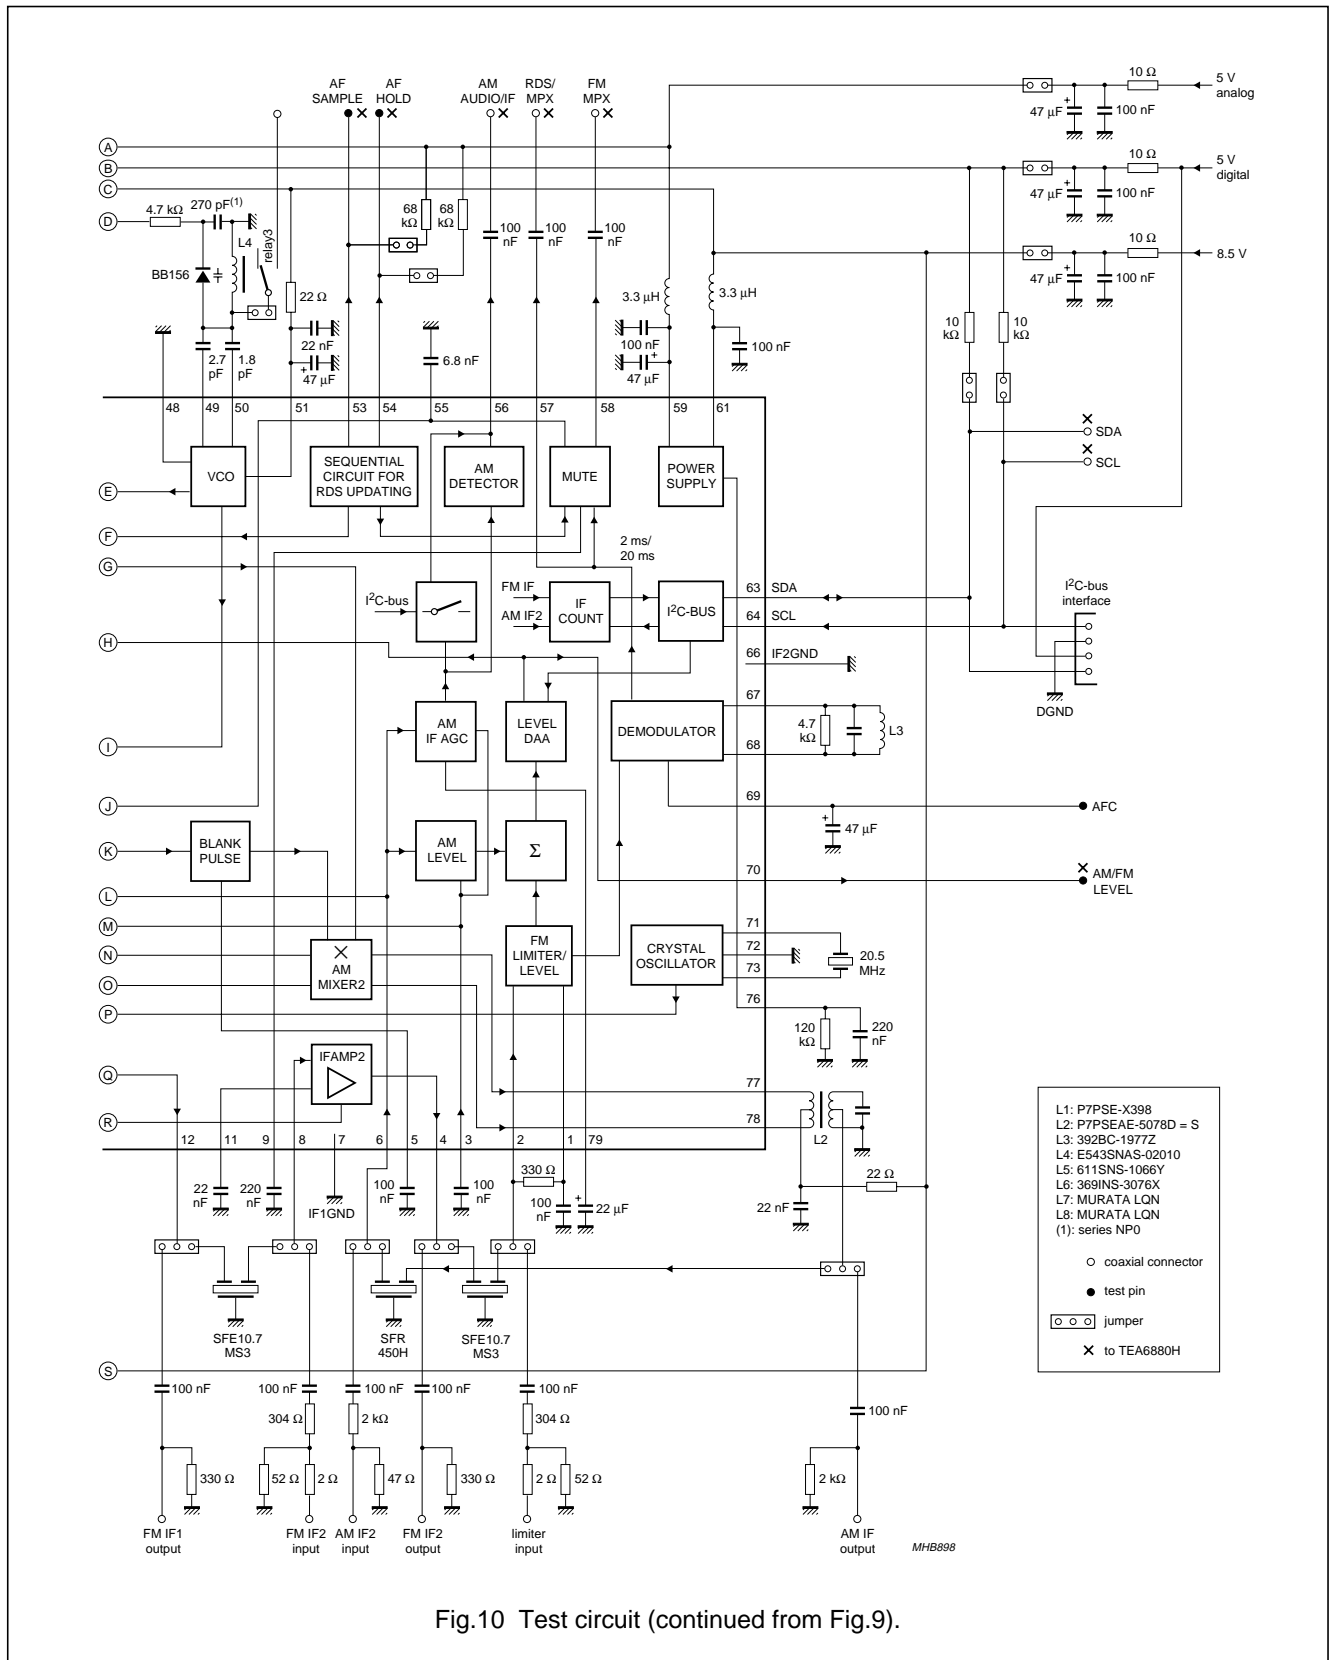 AF SAMPLE
AF HOLD
AM AUDIO/IF
RDS/ MPX
FM MPX
10 Ω
5 V analog
47 μF
100 nF
A
B
C
D
10 Ω
5 V digital
47 μF
100 nF
4.7 kΩ
270 pF(1)
L4
relay3
BB156
68 kΩ
68 kΩ
100 nF
100 nF
100 nF
10 Ω
8.5 V
47 μF
100 nF
22 Ω
3.3 μH
3.3 μH
22 nF
47 μF
2.7 pF
1.8 pF
6.8 nF
100 nF
47 μF
100 nF
10 kΩ
10 kΩ
48
49
50
51
53
54
55
56
57
58
59
61
SDA
SCL
VCO
SEQUENTIAL CIRCUIT FOR RDS UPDATING
AM DETECTOR
MUTE
POWER SUPPLY
E
F
G
H
I
J
K
L
M
N
O
P
Q
R
S
2 ms/ 20 ms
I²C-bus
FM IF
AM IF2
IF COUNT
I²C-BUS
63 SDA
64 SCL
66 IF2GND
I²C-bus interface
DGND
AM IF AGC
LEVEL DAA
DEMODULATOR
67
68
4.7 kΩ
L3
69
AFC
47 μF
BLANK PULSE
AM LEVEL
Σ
70
AM/FM LEVEL
AM MIXER2
FM LIMITER/ LEVEL
CRYSTAL OSCILLATOR
71
72
73
20.5 MHz
76
120 kΩ
220 nF
IFAMP2
77
78
L2
12
11
9
8
7
6
5
4
3
2
1
79
22 nF
220 nF
IF1GND
100 nF
100 nF
330 Ω
100 nF
22 μF
22 nF
22 Ω
L1: P7PSE-X398
L2: P7PSEAE-5078D = S
L3: 392BC-1977Z
L4: E543SNAS-02010
L5: 611SNS-1066Y
L6: 369INS-3076X
L7: MURATA LQN
L8: MURATA LQN
(1): series NP0
coaxial connector
test pin
jumper
to TEA6880H
SFE10.7 MS3
SFR 450H
SFE10.7 MS3
100 nF
100 nF
100 nF
100 nF
100 nF
100 nF
304 Ω
2 kΩ
304 Ω
330 Ω
52 Ω
2 Ω
47 Ω
330 Ω
2 Ω
52 Ω
2 kΩ
FM IF1 output
FM IF2 input
AM IF2 input
FM IF2 output
limiter input
AM IF output
MHB898
Fig.10 Test circuit (continued from Fig.9).